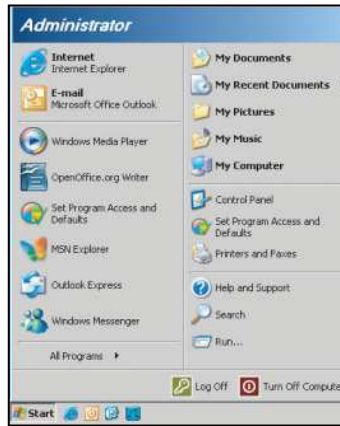 Administrator
Internet
Internet Explorer
E-mail
Microsoft Office Outlook
Windows Media Player
OpenOffice.org Writer
Set Program Access and
Defaults
MSN Explorer
Outlook Express
Windows Messenger
All Programs
My Documents
My Recent Documents
My Pictures
My Music
My Computer
Control Panel
Set Program Access and
Defaults
Printers and Faxes
Help and Support
Search
Run...
Log Off
Turn Off Compute
Start